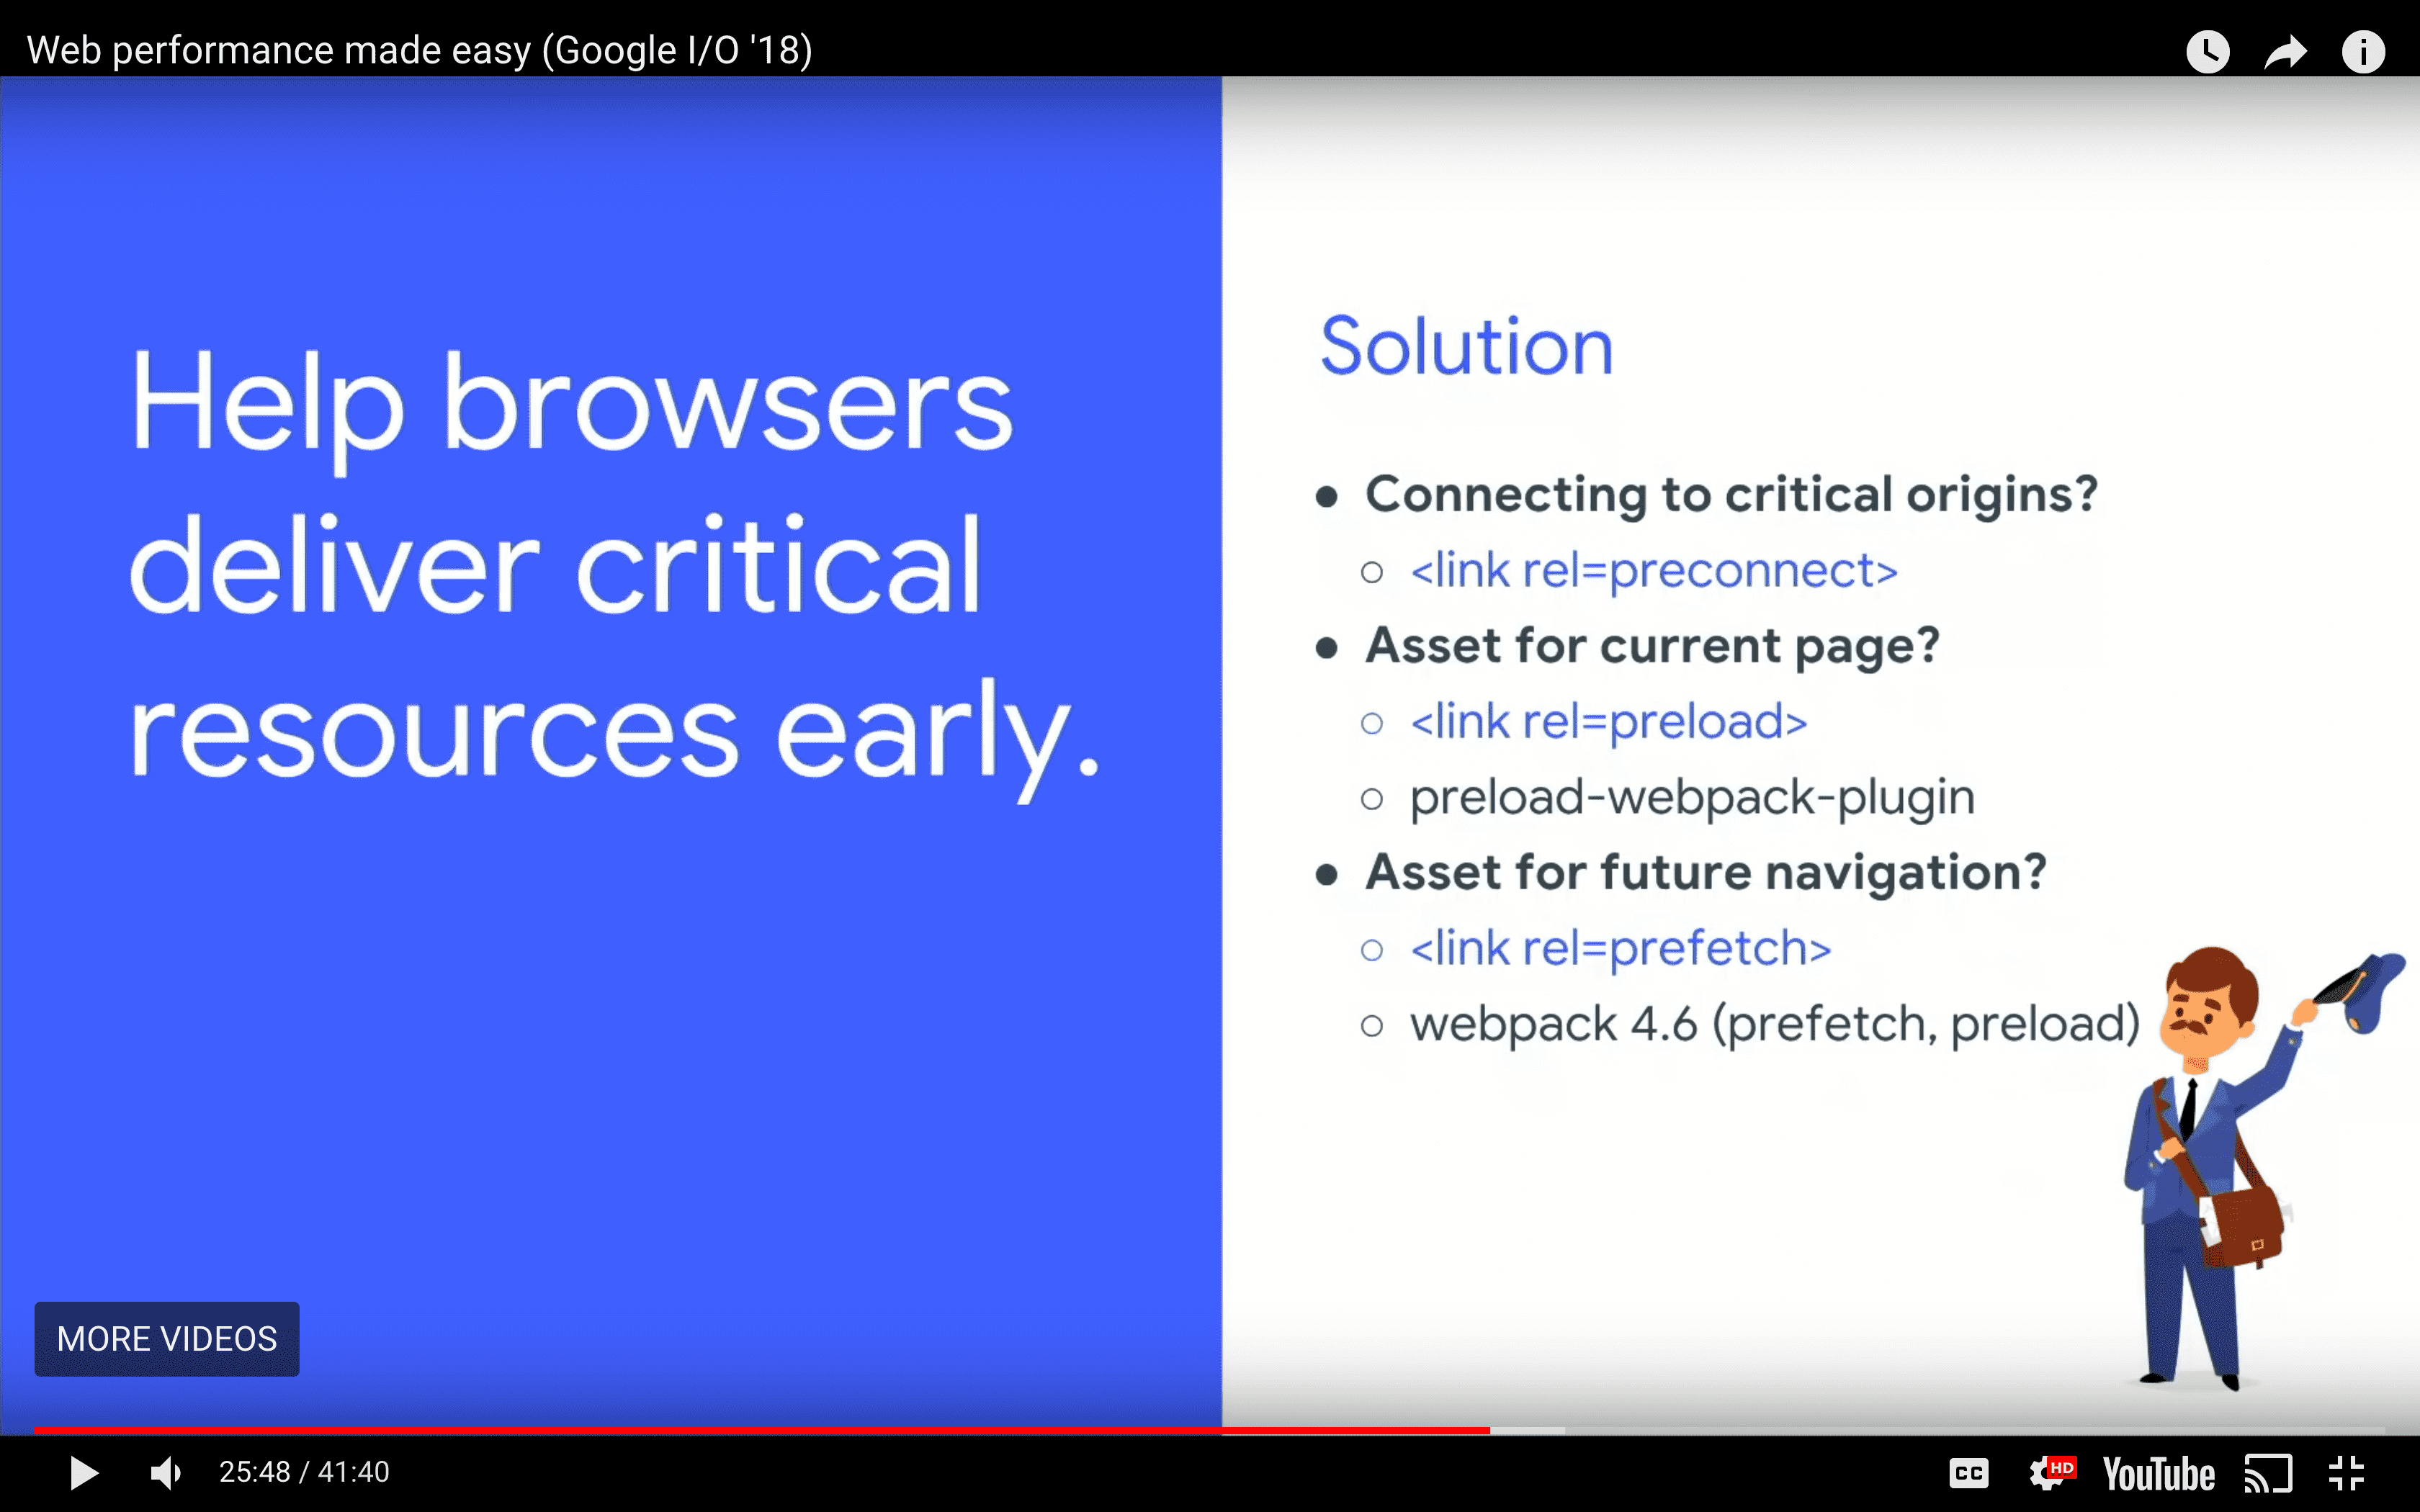 Web performance made easy (Google I/O '18)
Help browsers
deliver critical
resources early.
Solution
● Connecting to critical origins?
○ <link rel=preconnect>
● Asset for current page?
○ <link rel=preload>
○ preload-webpack-plugin
● Asset for future navigation?
○ <link rel=prefetch>
○ webpack 4.6 (prefetch, preload)
MORE VIDEOS
25:48 / 41:40
CC
HD
YouTube